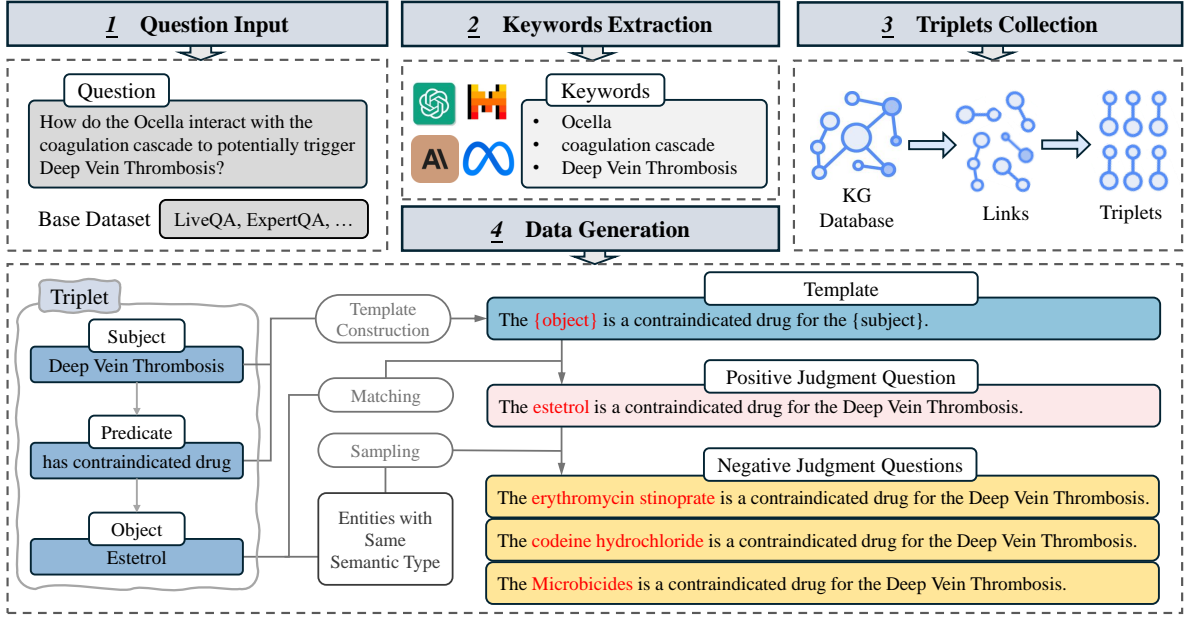 1 Question Input
Question
How do the Ocella interact with the
coagulation cascade to potentially trigger
Deep Vein Thrombosis?
Base Dataset
LiveQA, ExpertQA, …
2 Keywords Extraction
Keywords
• Ocella
• coagulation cascade
• Deep Vein Thrombosis
3 Triplets Collection
KG
Database
Links
Triplets
4 Data Generation
Triplet
Subject
Deep Vein Thrombosis
Predicate
has contraindicated drug
Object
Estetrol
Template
Construction
Matching
Sampling
Entities with
Same
Semantic Type
Template
The {object} is a contraindicated drug for the {subject}.
Positive Judgment Question
The estetrol is a contraindicated drug for the Deep Vein Thrombosis.
Negative Judgment Questions
The erythromycin stinoprate is a contraindicated drug for the Deep Vein Thrombosis.
The codeine hydrochloride is a contraindicated drug for the Deep Vein Thrombosis.
The Microbicides is a contraindicated drug for the Deep Vein Thrombosis.